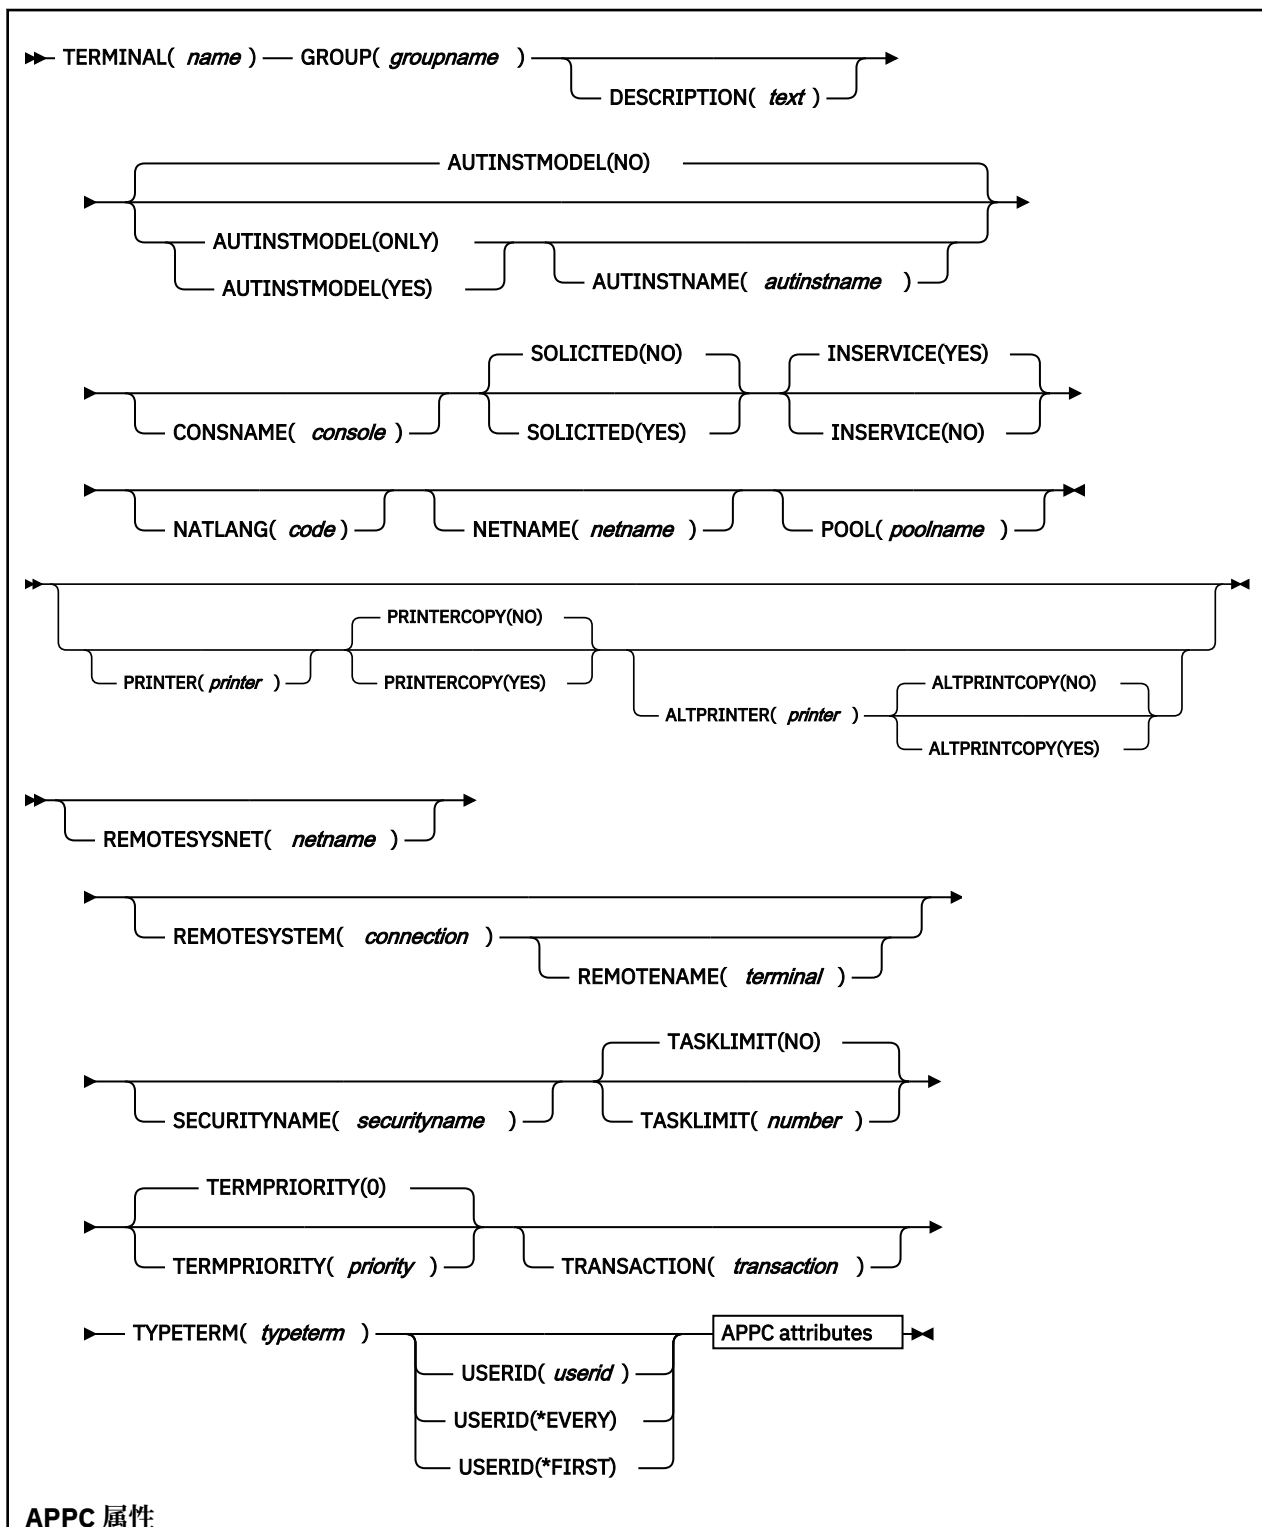 TERMINAL( name ) GROUP( groupname )
DESCRIPTION( text )
AUTINSTMODEL(NO)
AUTINSTMODEL(ONLY)
AUTINSTMODEL(YES) AUTINSTNAME( autinstname )
SOLICITED(NO) INSERVICE(YES)
CONSNAME( console ) SOLICITED(YES) INSERVICE(NO)
NATLANG( code ) NETNAME( netname ) POOL( poolname )
PRINTERCOPY(NO)
PRINTER( printer ) PRINTERCOPY(YES) ALTPRINTCOPY(NO)
ALTPRINTER( printer )
ALTPRINTCOPY(YES)
REMOTESYSNET( netname )
REMOTESYSTEM( connection )
REMOTENAME( terminal )
TASKLIMIT(NO)
SECURITYNAME( securityname ) TASKLIMIT( number )
TERMPRIORITY(0)
TERMPRIORITY( priority ) TRANSACTION( transaction )
TYPETERM( typeterm ) APPC attributes
USERID( userid )
USERID(*EVERY)
USERID(*FIRST)
APPC 属性